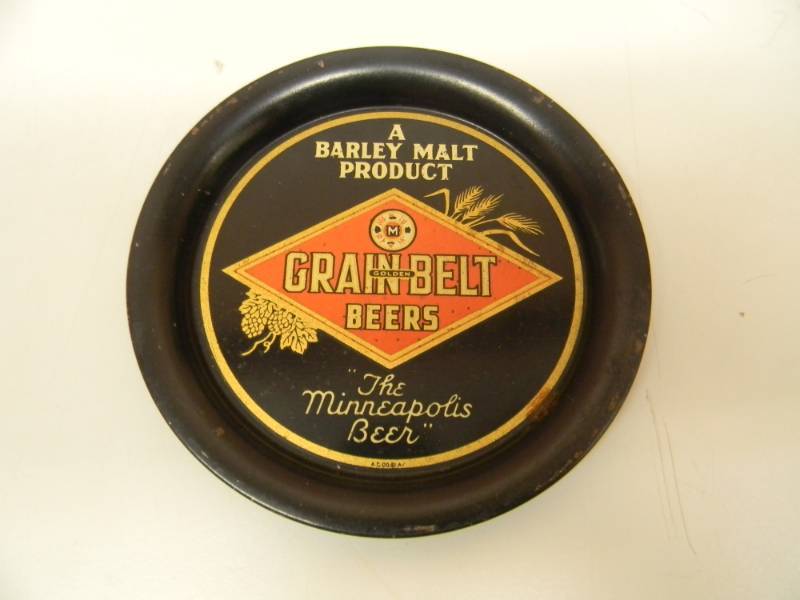 A
BARLEY MALT
PRODUCT
M
GRAIN BELT
GOLDEN
BEERS
"The
Minneapolis
Beer"